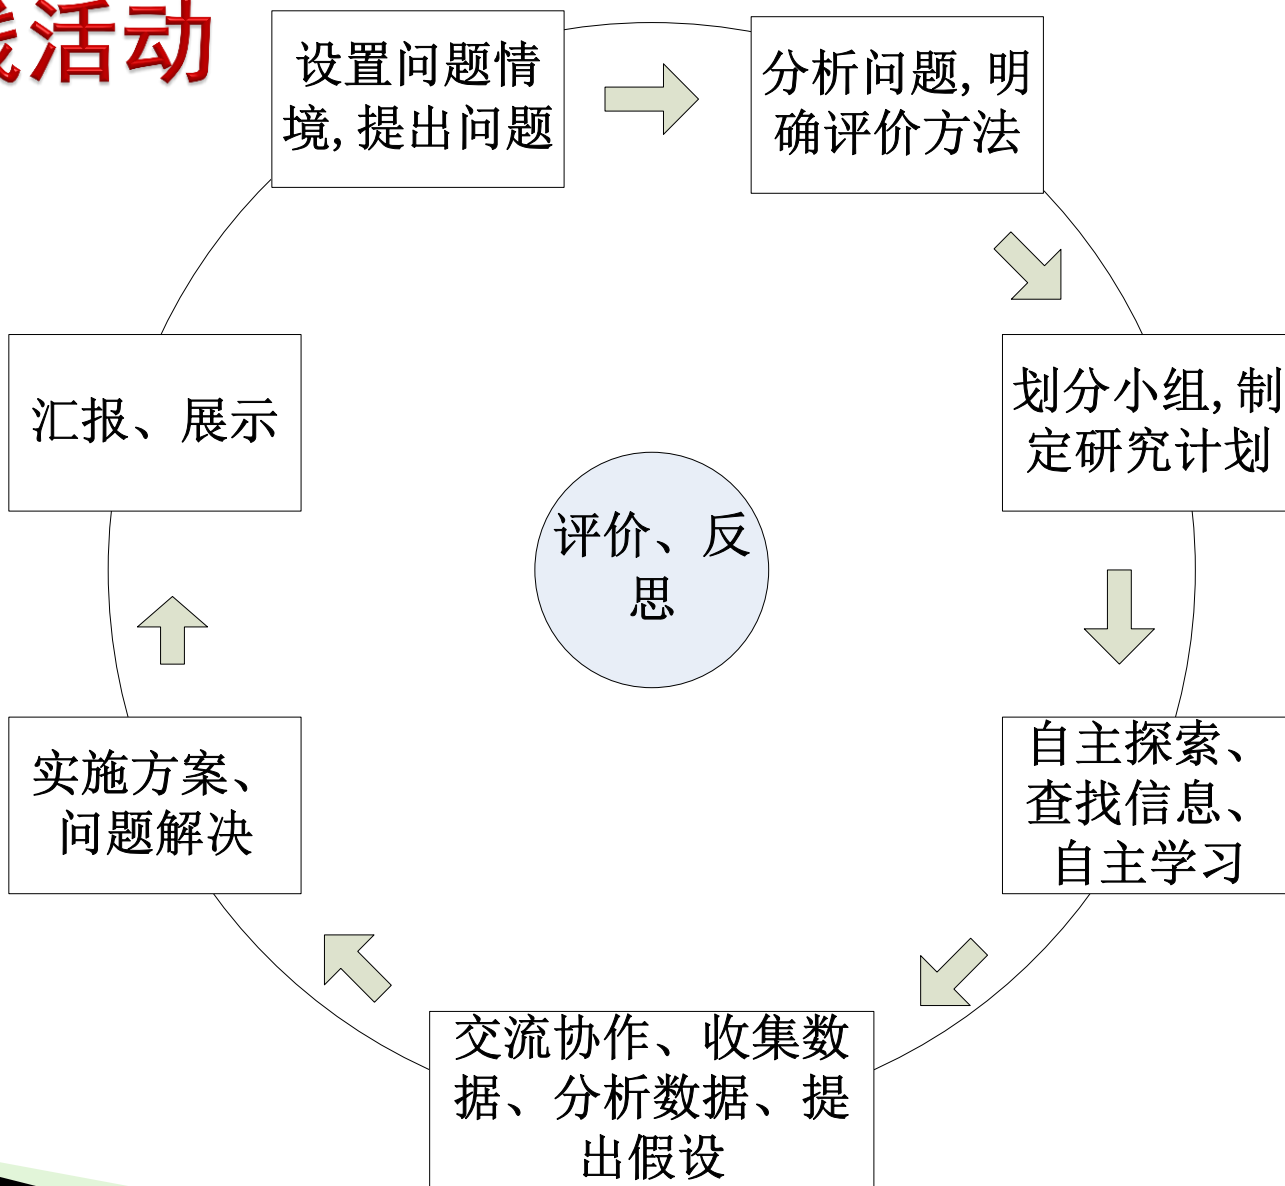 践活动
设置问题情
境,提出问题
分析问题,明
确评价方法
划分小组,制
定研究计划
自主探索、
查找信息、
自主学习
交流协作、收集数
据、分析数据、提
出假设
实施方案、
问题解决
汇报、展示
评价、反
思